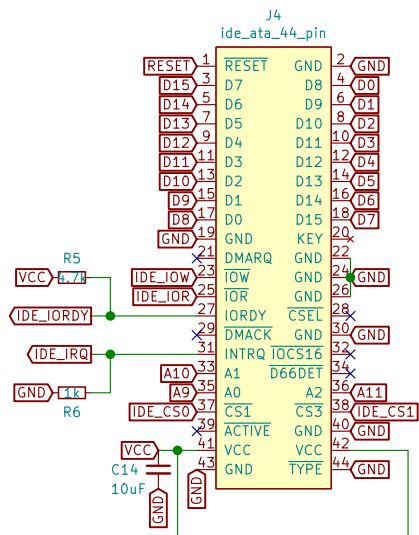 J4
ide_ata_44_pin
RESET 1 RESET GND 2 GND
D15 3 D7 D8 4 D0
D14 5 D6 D9 6 D1
D13 7 D5 D10 8 D2
D12 9 D4 D11 10 D3
D11 11 D3 D12 12 D4
D10 13 D2 D13 14 D5
D9 15 D1 D14 16 D6
D8 17 D0 D15 18 D7
GND 19 GND KEY 20
R5 21 DMARQ GND 22
VCC 4.7k IDE_IOW 23 IOW GND 24 GND
IDE_IOR 25 IOR GND 26
IDE_IORDY 27 IORDY CSEL 28
29 DMACK GND 30 GND
IDE_IRQ 31 INTRQ IOCS16 32
A10 33 A1 D66DET 34
GND 1k A9 35 A0 A2 36 A11
R6 IDE_CS0 37 CS1 CS3 38 IDE_CS1
39 ACTIVE GND 40 GND
VCC 41 VCC VCC 42
C14 43 GND TYPE 44 GND
10uF
GND GND